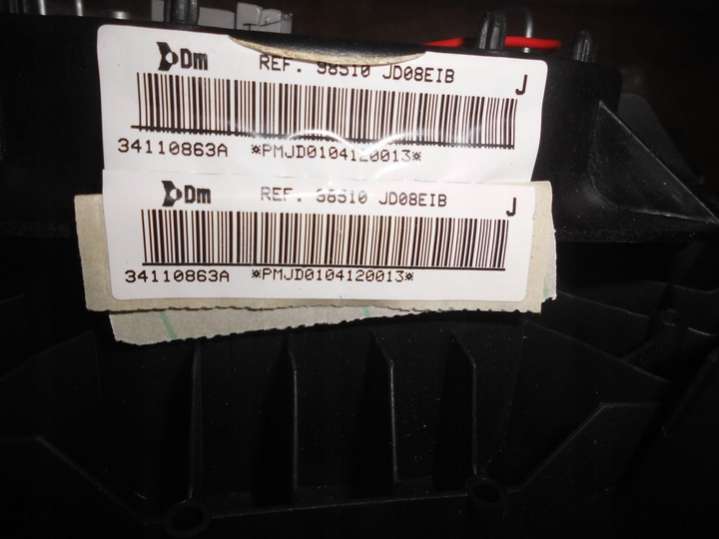 Dm REF. 98510 JD08EIB
J
34110863A *PMJD0104120013*
Dm REF. 98510 JD08EIB
J
34110863A *PMJD0104120013*